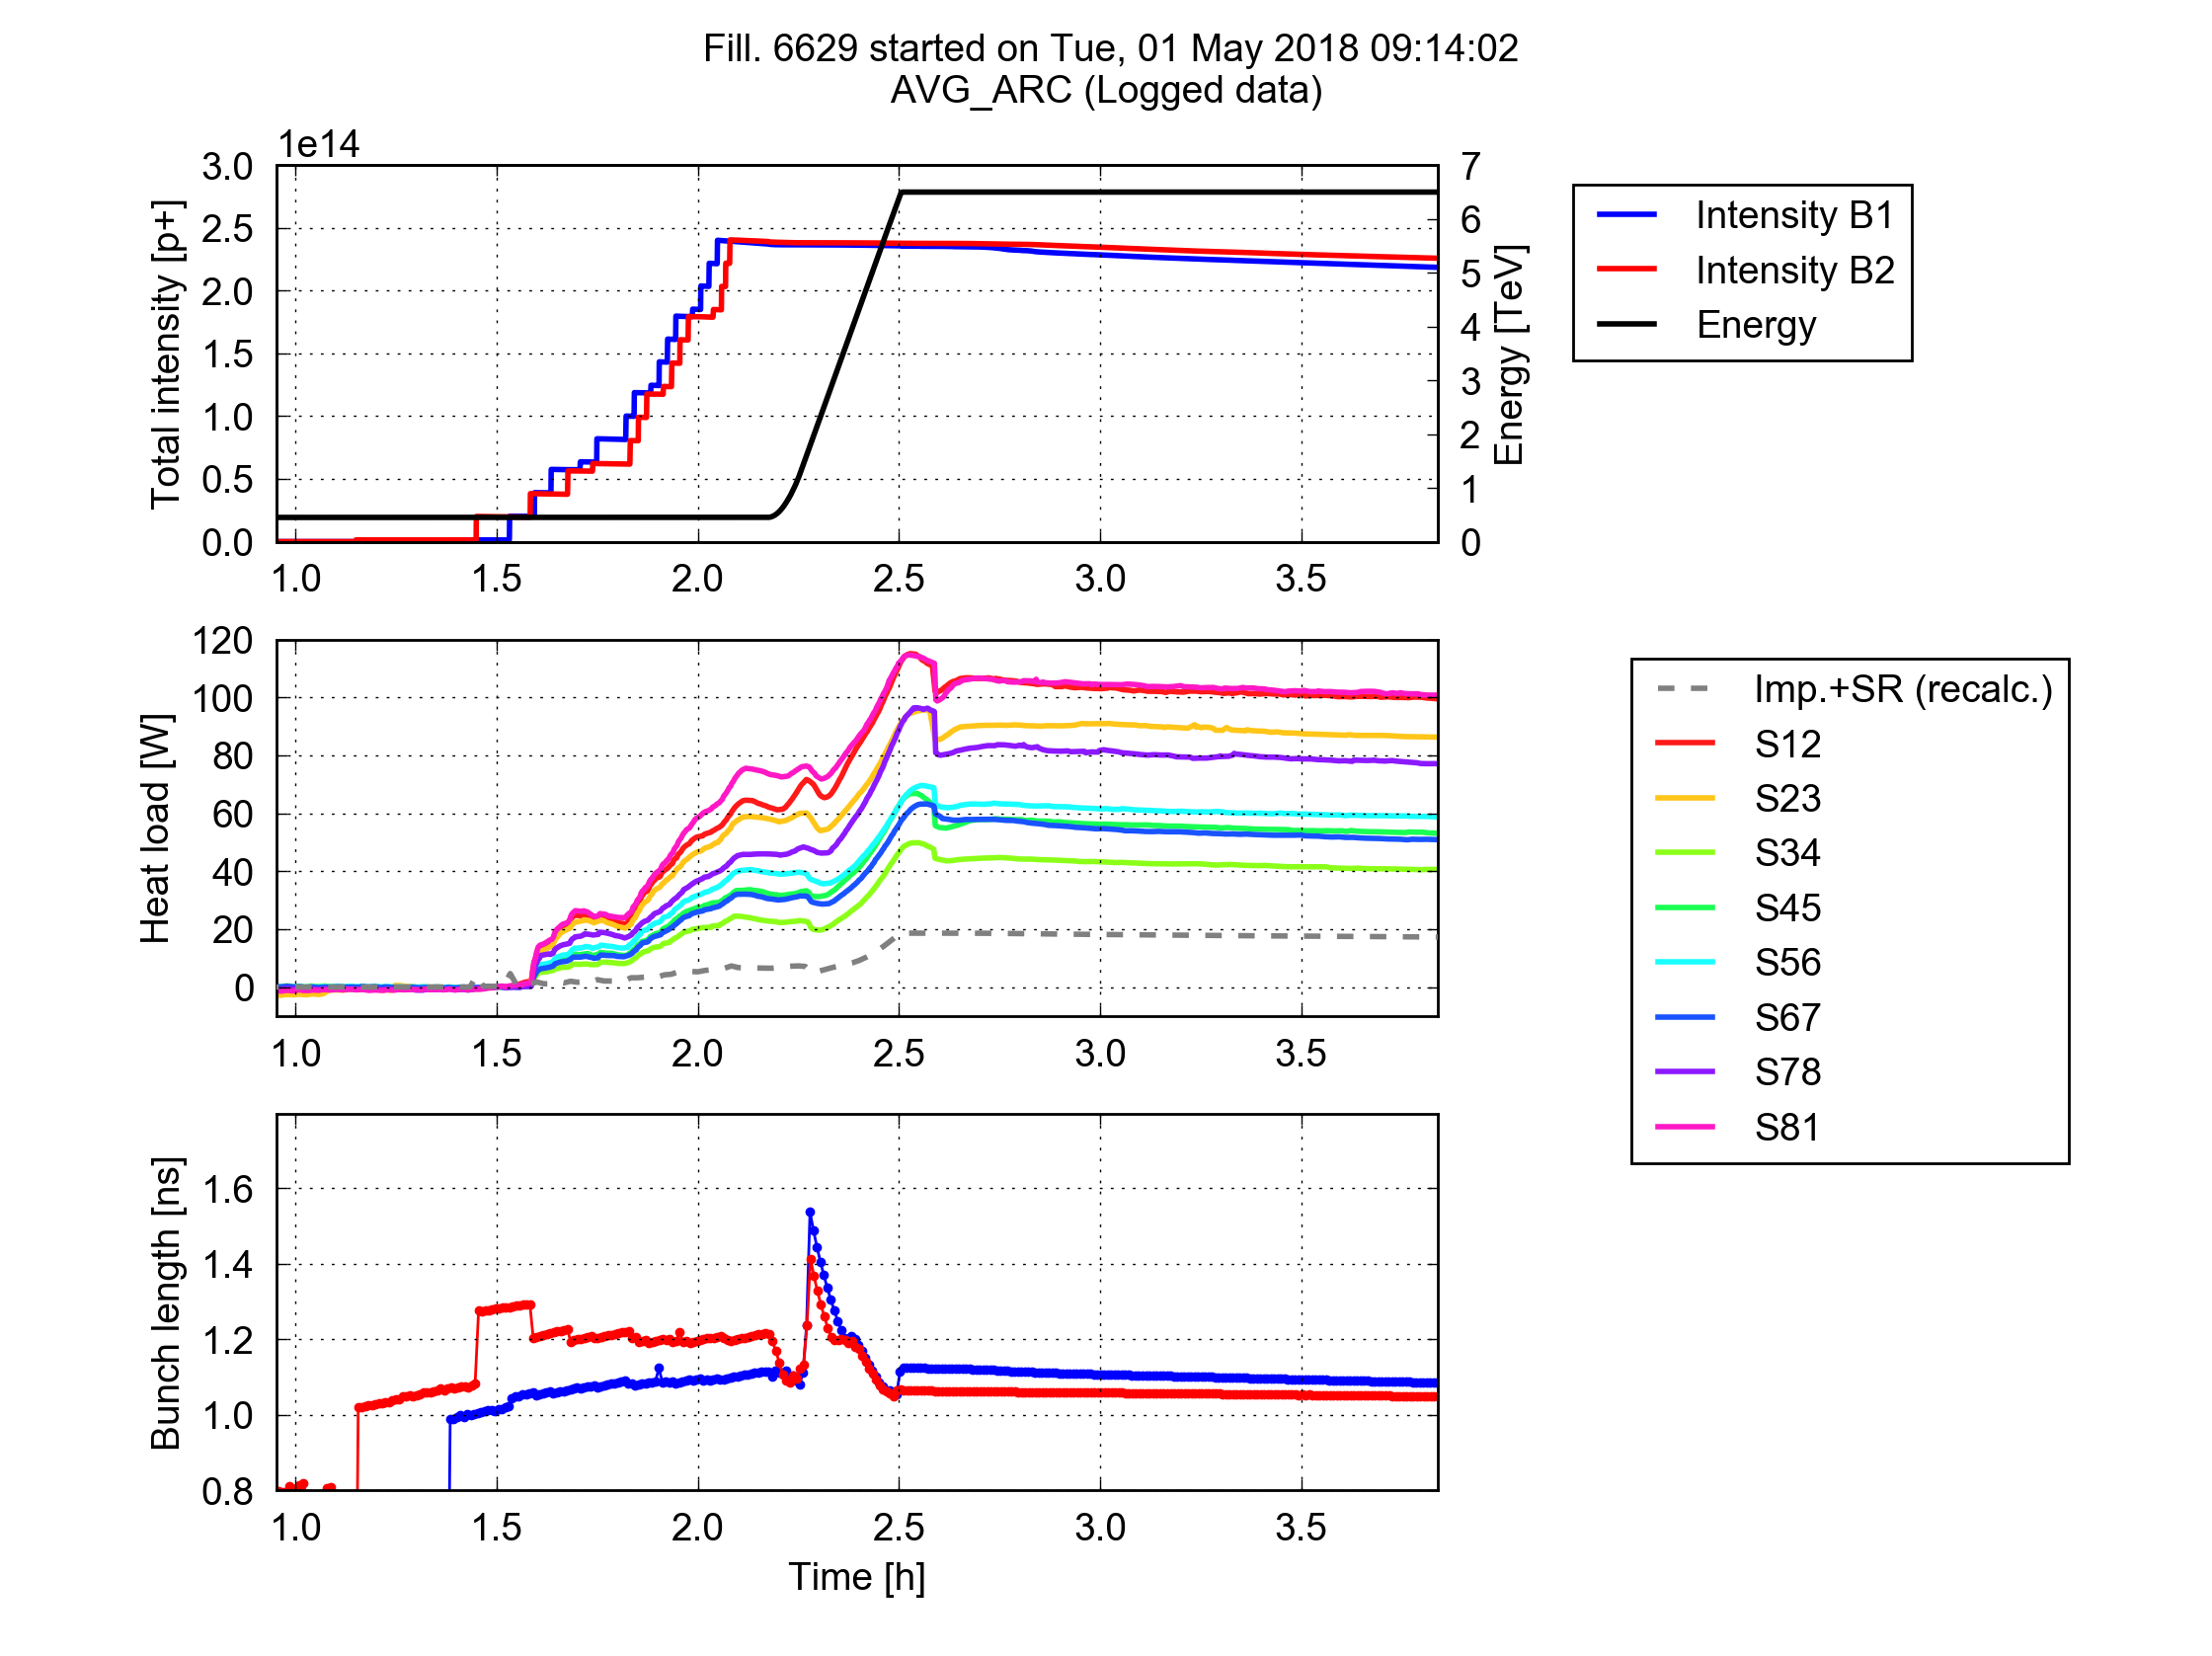 Fill. 6629 started on Tue, 01 May 2018 09:14:02
AVG_ARC (Logged data)
1e14
3.0
2.5
2.0
1.5
1.0
0.5
0.0
Total intensity [p+]
7
6
5
4
3
2
1
0
Energy [TeV]
1.0 1.5 2.0 2.5 3.0 3.5
Intensity B1
Intensity B2
Energy
120
100
80
60
40
20
0
Heat load [W]
1.0 1.5 2.0 2.5 3.0 3.5
Imp.+SR (recalc.)
S12
S23
S34
S45
S56
S67
S78
S81
1.6
1.4
1.2
1.0
0.8
Bunch length [ns]
1.0 1.5 2.0 2.5 3.0 3.5
Time [h]